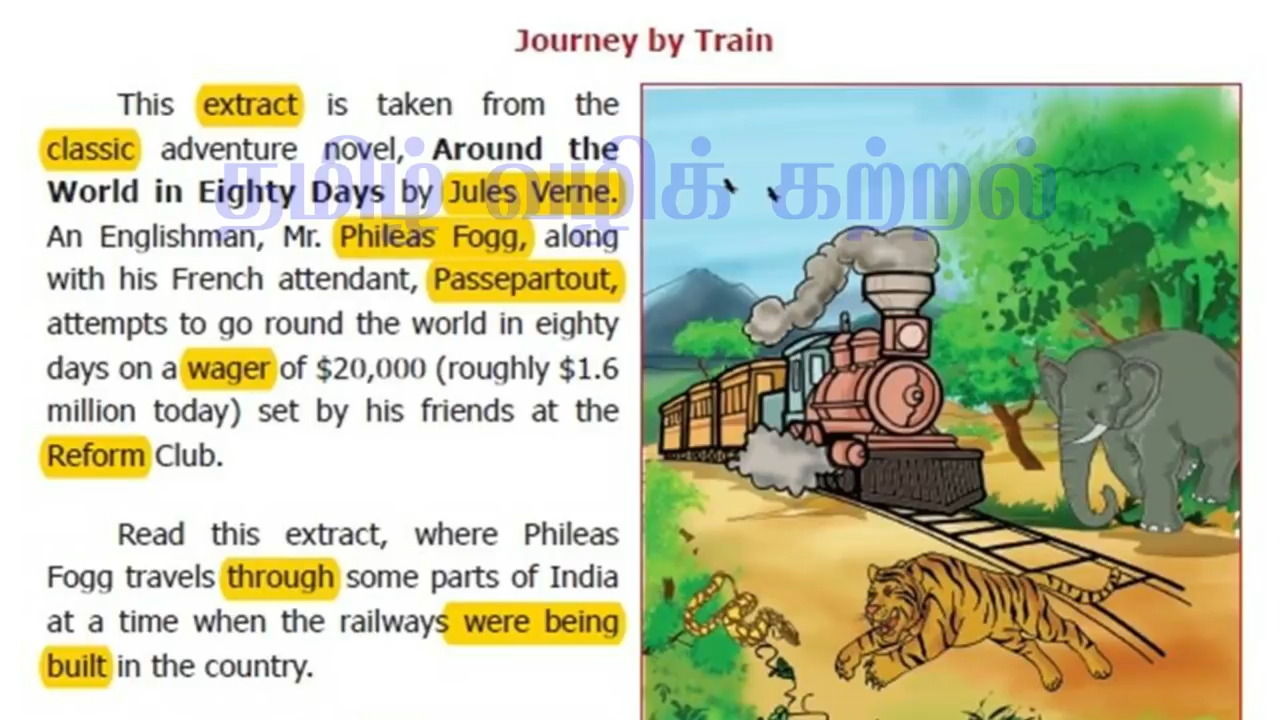 Journey by Train
This extract is taken from the
classic adventure novel, Around the
World in Eighty Days by Jules Verne.
An Englishman, Mr. Phileas Fogg, along
with his French attendant, Passepartout,
attempts to go round the world in eighty
days on a wager of $20,000 (roughly $1.6
million today) set by his friends at the
Reform Club.
Read this extract, where Phileas
Fogg travels through some parts of India
at a time when the railways were being
built in the country.
தமிழ் வழிக் கற்றல்